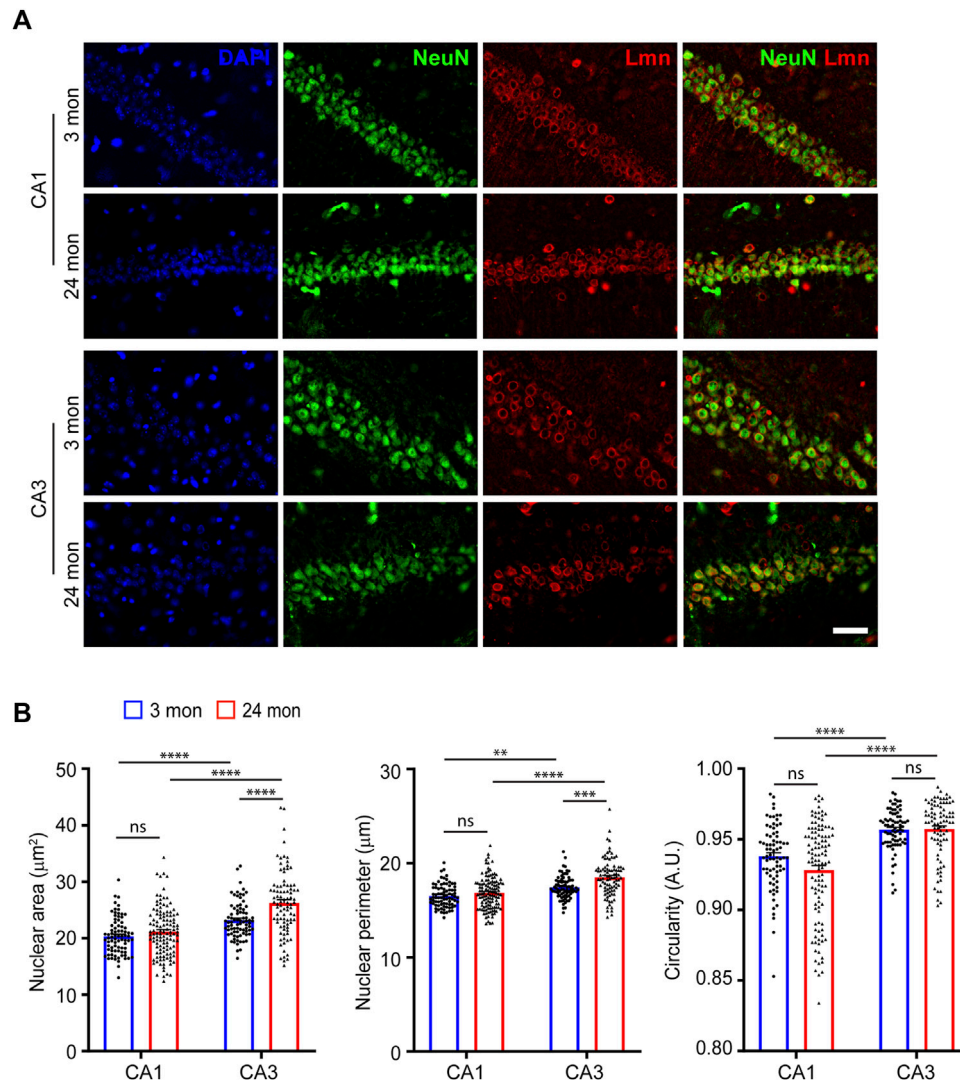 A
DAPI NeuN Lmn NeuN Lmn
CA1
3 mon
24 mon
CA3
3 mon
24 mon
B
3 mon 24 mon
Nuclear area (μm²)
50
40
30
20
10
0
**** 
****
****
ns
CA1 CA3
Nuclear perimeter (μm)
30
20
10
0
**
****
***
ns
CA1 CA3
Circularity (A.U.)
1.00
0.95
0.90
0.85
0.80
****
****
ns ns
CA1 CA3